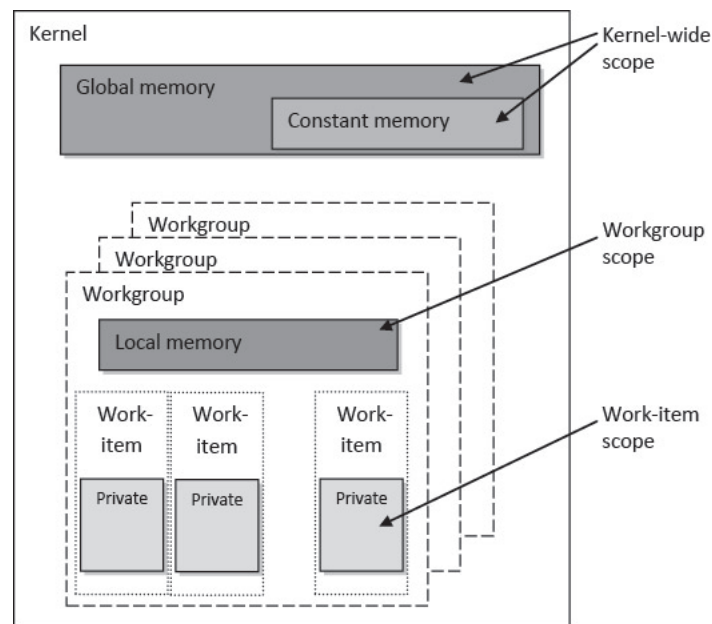 Kernel
Kernel-wide
scope
Global memory
Constant memory
Workgroup
Workgroup
Workgroup
Workgroup
scope
Local memory
Work-
item
Work-
item
Work-
item
Work-item
scope
Private
Private
Private